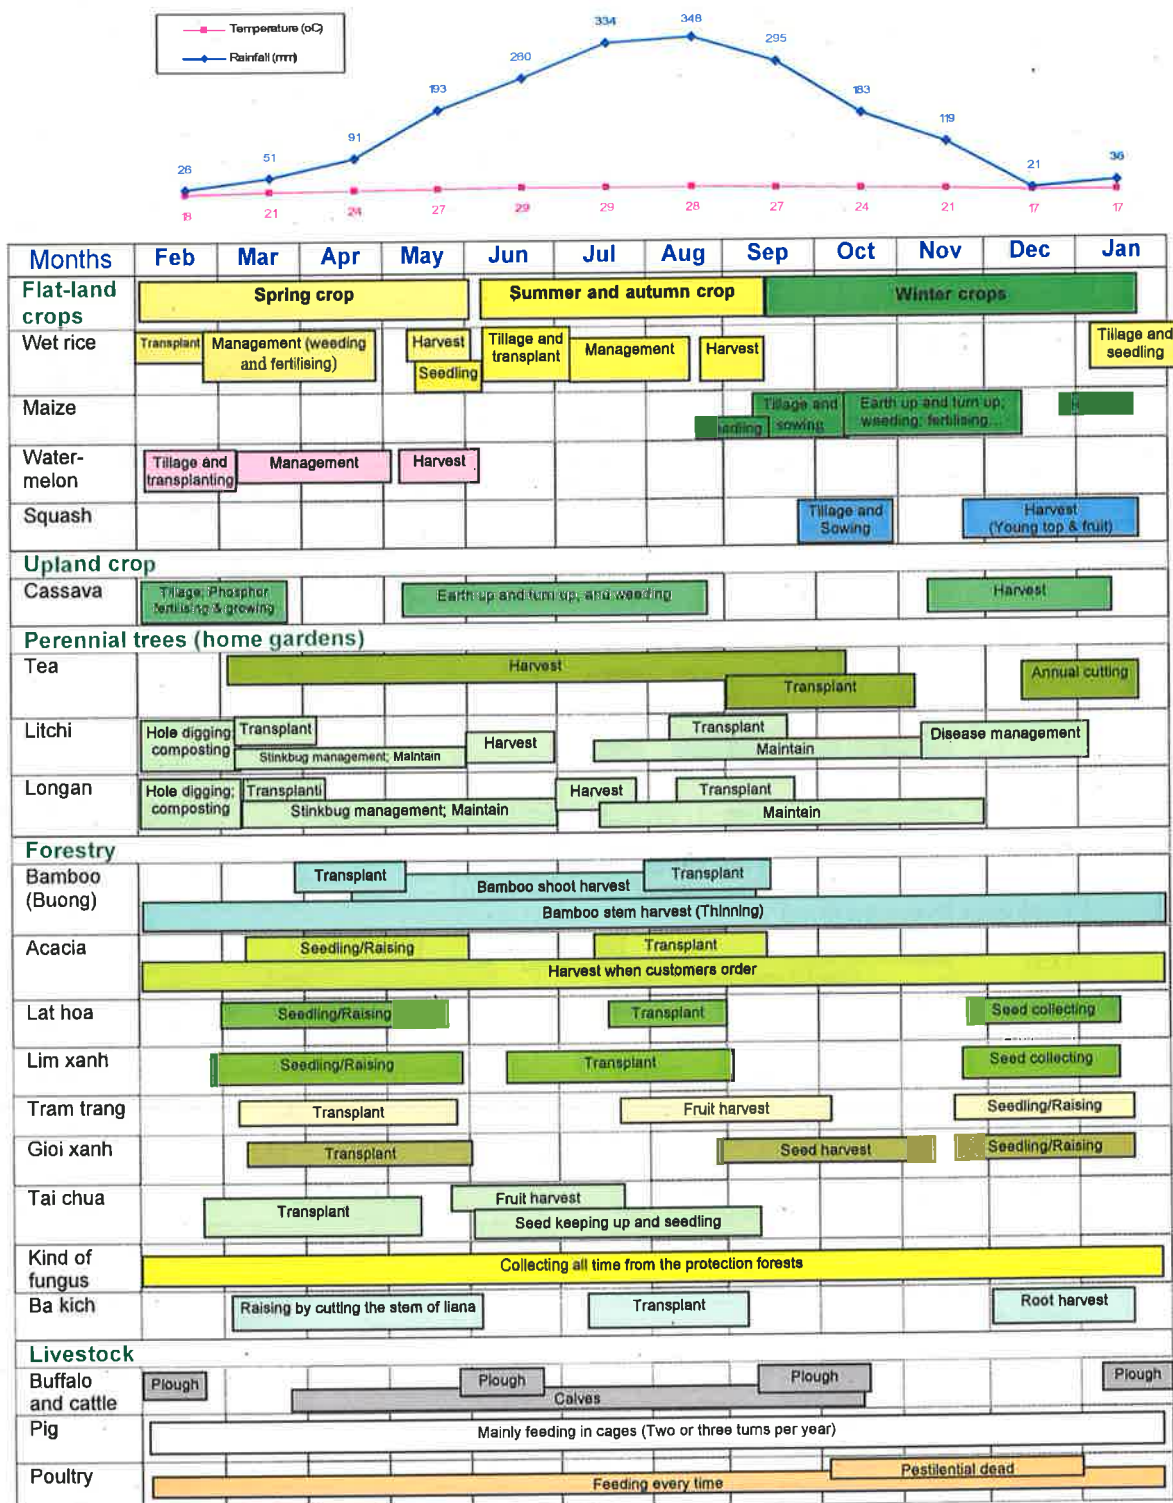 Temperature (oC)
Rainfall (mm)
26
51
91
193
260
334
348
295
183
119
21
36
18
21
24
27
29
29
28
27
24
21
17
17
Months Feb Mar Apr May Jun Jul Aug Sep Oct Nov Dec Jan
Flat-land
crops
Spring crop
Summer and autumn crop
Winter crops
Wet rice
Transplant
Management (weeding
and fertilising)
Harvest
Seedling
Tillage and
transplant
Management
Harvest
Tillage and
seedling
Maize
Tillage and
sowing
Earth up and turn up;
weeding; fertilising...
Water-
melon
Tillage and
transplanting
Management
Harvest
Squash
Tillage and
Sowing
Harvest
(Young top & fruit)
Upland crop
Cassava
Tillage; Phosphor
fertilising & growing
Earth up and turn up; and weeding
Harvest
Perennial trees (home gardens)
Tea
Harvest
Transplant
Annual cutting
Litchi
Hole digging;
composting
Transplant
Stinkbug management; Maintain
Harvest
Transplant
Maintain
Disease management
Longan
Hole digging;
composting
Transplanti
Stinkbug management; Maintain
Harvest
Transplant
Maintain
Forestry
Bamboo
(Buong)
Transplant
Bamboo shoot harvest
Transplant
Bamboo stem harvest (Thinning)
Acacia
Seedling/Raising
Transplant
Harvest when customers order
Lat hoa
Seedling/Raising
Transplant
Seed collecting
Lim xanh
Seedling/Raising
Transplant
Seed collecting
Tram trang
Transplant
Fruit harvest
Seedling/Raising
Gioi xanh
Transplant
Seed harvest
Seedling/Raising
Tai chua
Transplant
Fruit harvest
Seed keeping up and seedling
Kind of
fungus
Collecting all time from the protection forests
Ba kich
Raising by cutting the stem of liana
Transplant
Root harvest
Livestock
Buffalo
and cattle
Plough
Plough
Calves
Plough
Plough
Pig
Mainly feeding in cages (Two or three turns per year)
Poultry
Feeding every time
Pestilential dead